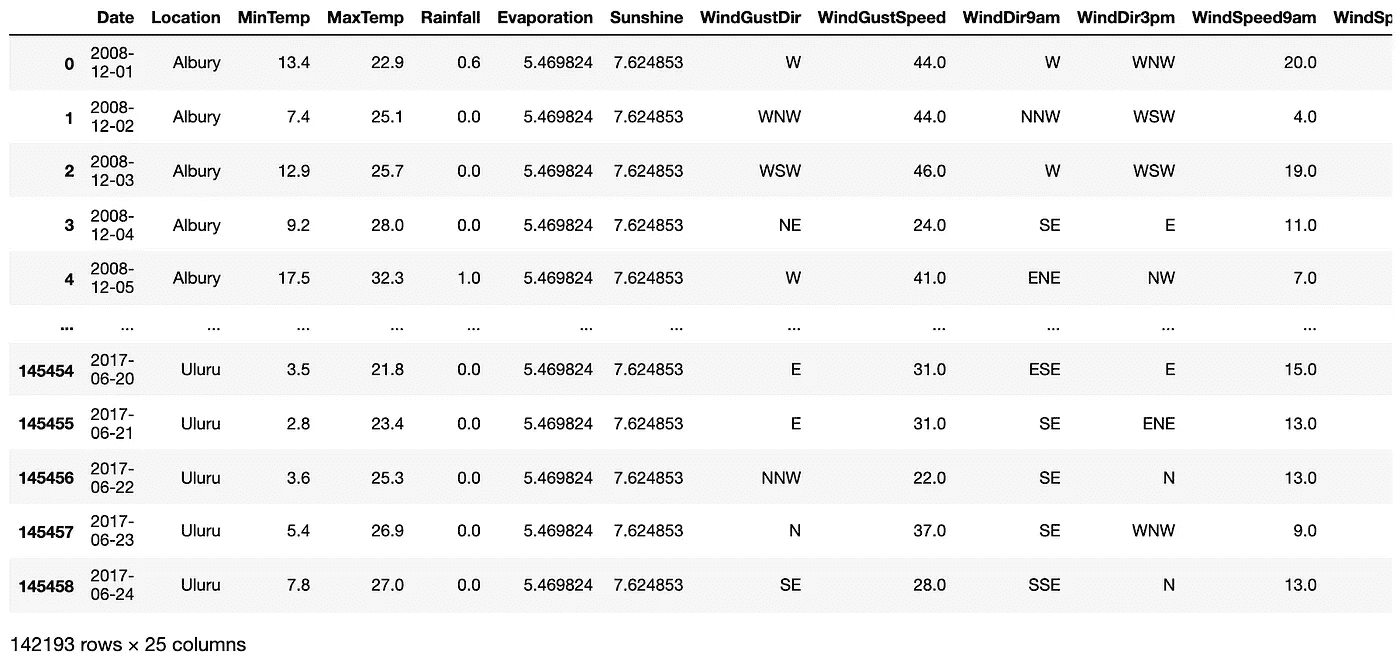 Date Location MinTemp MaxTemp Rainfall Evaporation Sunshine WindGustDir WindGustSpeed WindDir9am WindDir3pm WindSpeed9am WindSp
0 2008-12-01 Albury 13.4 22.9 0.6 5.469824 7.624853 W 44.0 W WNW 20.0
1 2008-12-02 Albury 7.4 25.1 0.0 5.469824 7.624853 WNW 44.0 NNW WSW 4.0
2 2008-12-03 Albury 12.9 25.7 0.0 5.469824 7.624853 WSW 46.0 W WSW 19.0
3 2008-12-04 Albury 9.2 28.0 0.0 5.469824 7.624853 NE 24.0 SE E 11.0
4 2008-12-05 Albury 17.5 32.3 1.0 5.469824 7.624853 W 41.0 ENE NW 7.0
... ... ... ... ... ... ... ... ... ... ... ... ...
145454 2017-06-20 Uluru 3.5 21.8 0.0 5.469824 7.624853 E 31.0 ESE E 15.0
145455 2017-06-21 Uluru 2.8 23.4 0.0 5.469824 7.624853 E 31.0 SE ENE 13.0
145456 2017-06-22 Uluru 3.6 25.3 0.0 5.469824 7.624853 NNW 22.0 SE N 13.0
145457 2017-06-23 Uluru 5.4 26.9 0.0 5.469824 7.624853 N 37.0 SE WNW 9.0
145458 2017-06-24 Uluru 7.8 27.0 0.0 5.469824 7.624853 SE 28.0 SSE N 13.0
142193 rows × 25 columns